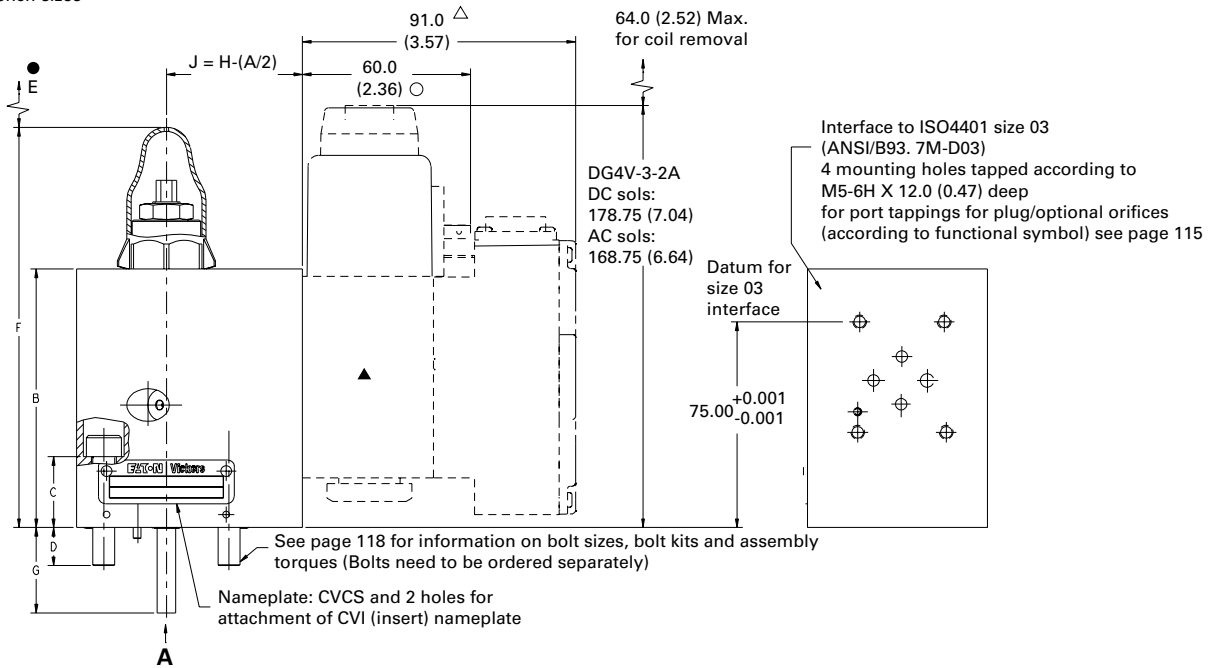 91.0 △
(3.57)
64.0 (2.52) Max.
for coil removal
J = H-(A/2)
60.0
(2.36) ○
●
E
Interface to ISO4401 size 03
(ANSI/B93. 7M-D03)
4 mounting holes tapped according to
M5-6H X 12.0 (0.47) deep
for port tappings for plug/optional orifices
(according to functional symbol) see page 115
DG4V-3-2A
DC sols:
178.75 (7.04)
AC sols:
168.75 (6.64)
Datum for
size 03
interface
75.00 +0.001
-0.001
F
B
▲
C
D
G
EATON Vickers
See page 118 for information on bolt sizes, bolt kits and assembly
torques (Bolts need to be ordered separately)
Nameplate: CVCS and 2 holes for
attachment of CVI (insert) nameplate
A